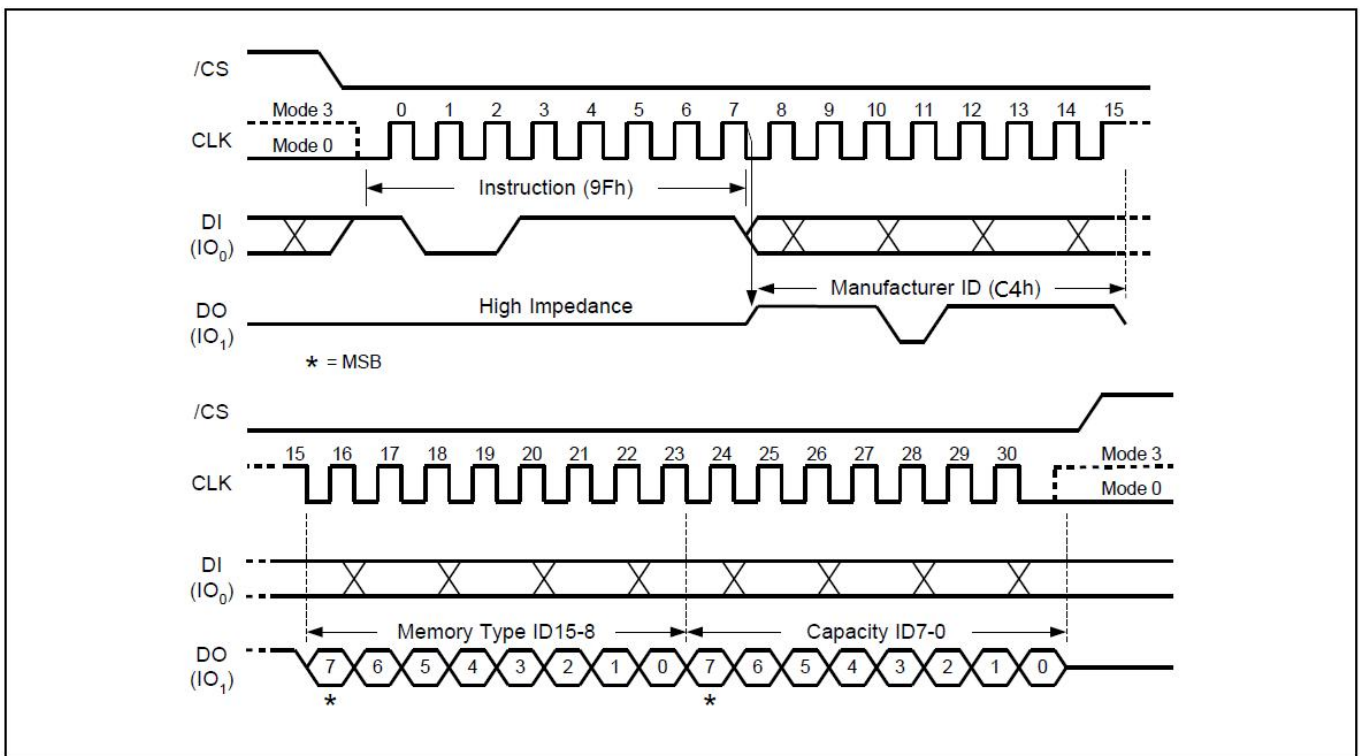 /CS
Mode 3 0 1 2 3 4 5 6 7 8 9 10 11 12 13 14 15
CLK
Mode 0
Instruction (9Fh)
DI
(IO₀)
Manufacturer ID (C4h)
High Impedance
DO
(IO₁)
* = MSB
/CS
15 16 17 18 19 20 21 22 23 24 25 26 27 28 29 30 Mode 3
CLK
Mode 0
DI
(IO₀)
Memory Type ID15-8 Capacity ID7-0
DO
7 6 5 4 3 2 1 0 7 6 5 4 3 2 1 0
(IO₁)
* *